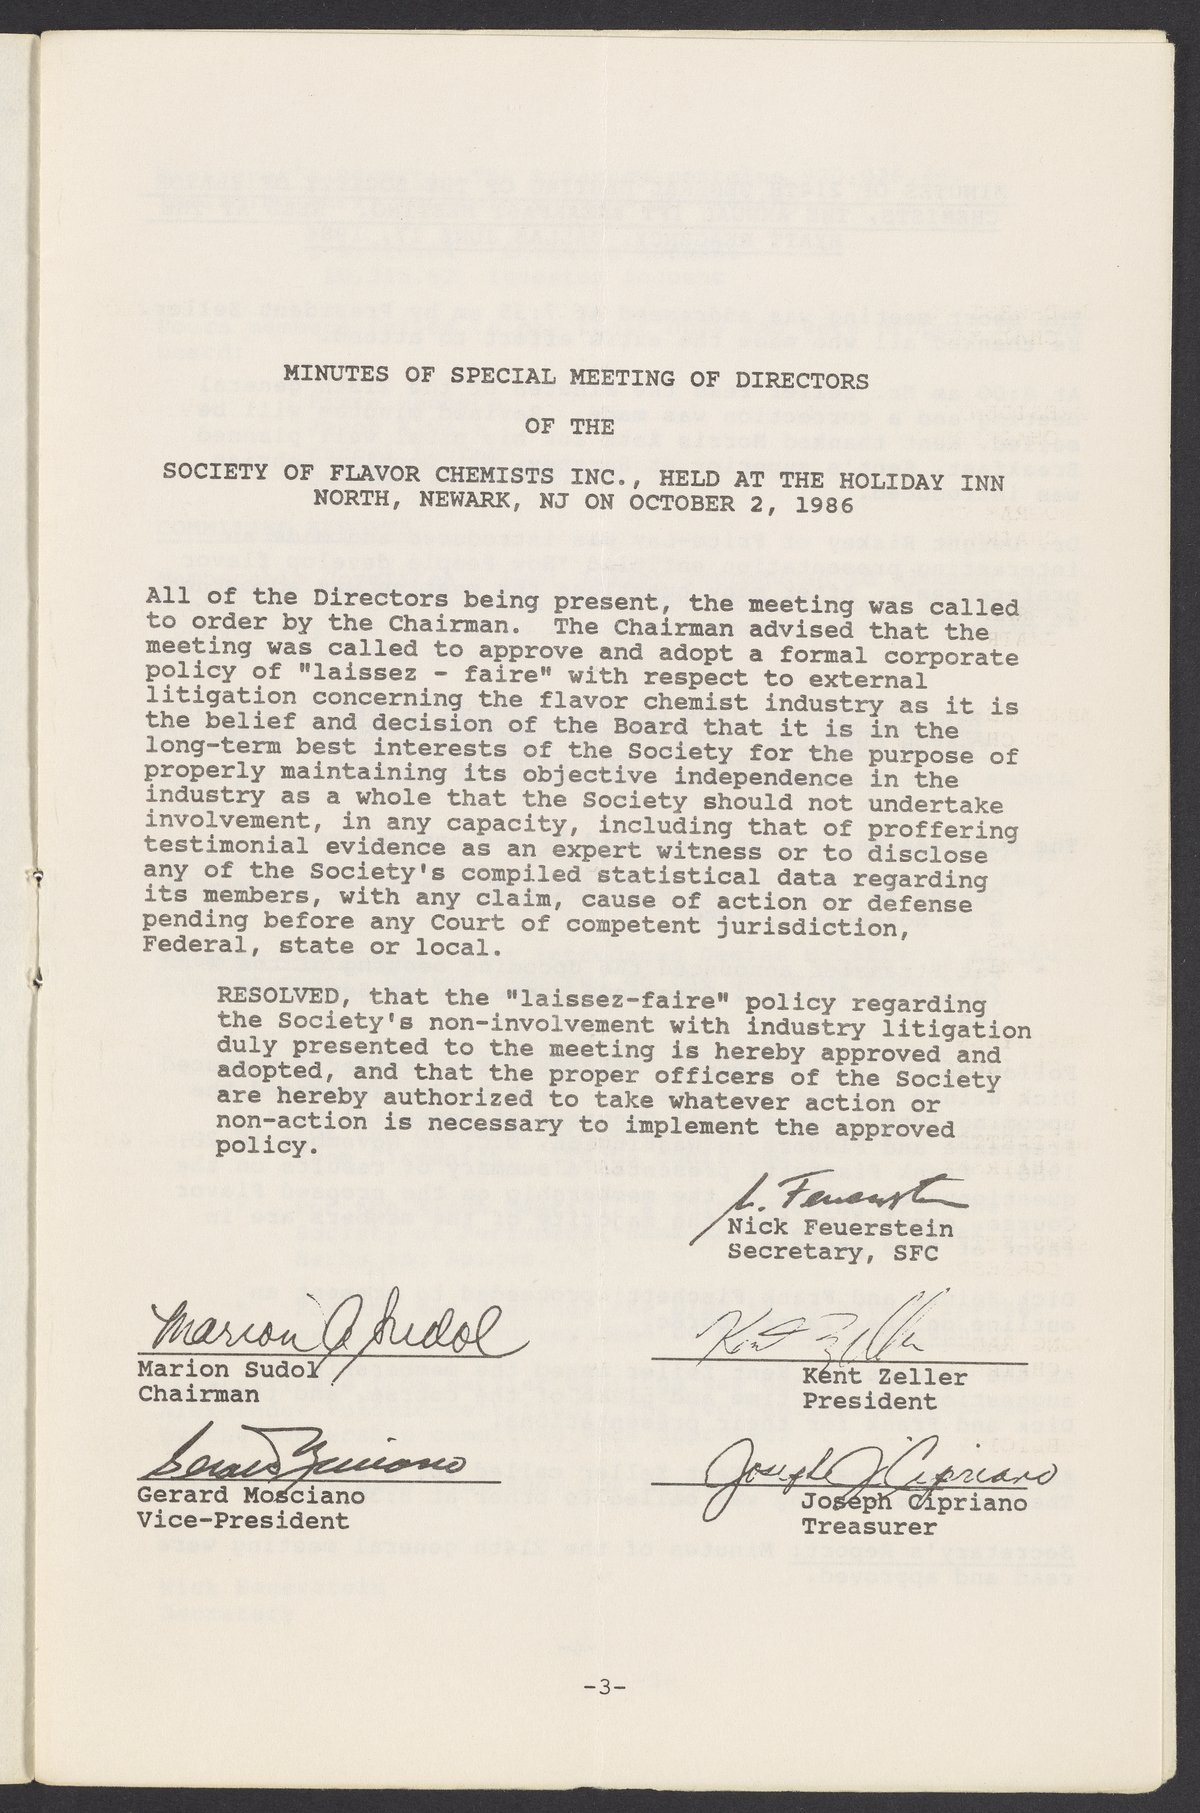 MINUTES OF SPECIAL MEETING OF DIRECTORS
OF THE
SOCIETY OF FLAVOR CHEMISTS INC., HELD AT THE HOLIDAY INN
NORTH, NEWARK, NJ ON OCTOBER 2, 1986
All of the Directors being present, the meeting was called
to order by the Chairman. The Chairman advised that the
meeting was called to approve and adopt a formal corporate
policy of "laissez - faire" with respect to external
litigation concerning the flavor chemist industry as it is
the belief and decision of the Board that it is in the
long-term best interests of the Society for the purpose of
properly maintaining its objective independence in the
industry as a whole that the Society should not undertake
involvement, in any capacity, including that of proffering
testimonial evidence as an expert witness or to disclose
any of the Society's compiled statistical data regarding
its members, with any claim, cause of action or defense
pending before any Court of competent jurisdiction,
Federal, state or local.
RESOLVED, that the "laissez-faire" policy regarding
the Society's non-involvement with industry litigation
duly presented to the meeting is hereby approved and
adopted, and that the proper officers of the Society
are hereby authorized to take whatever action or
non-action is necessary to implement the approved
policy.
N. Feuerstein
Nick Feuerstein
Secretary, SFC
Marion A Sudol
Marion Sudol
Chairman
Kent Zeller
Kent Zeller
President
Gerard Mosciano
Gerard Mosciano
Vice-President
Joseph J. Cipriano
Joseph Cipriano
Treasurer
-3-